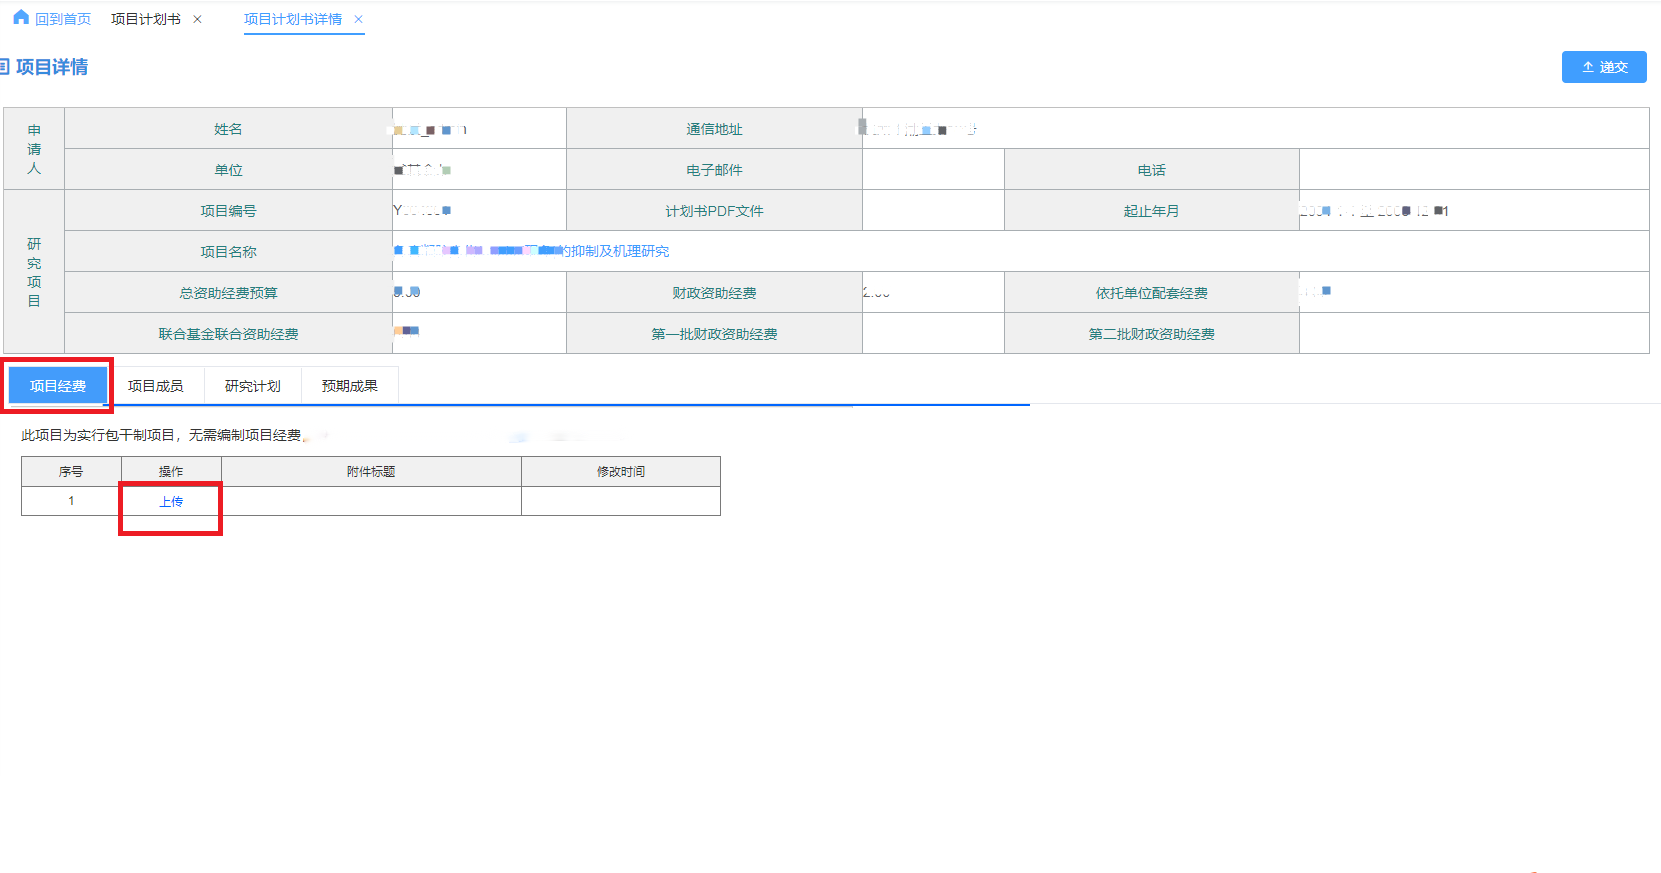 回到首页 项目计划书 × 项目计划书详情 ×
项目详情
递交
申请人
姓名 通信地址
单位 电子邮件 电话
研究项目
项目编号 计划书PDF文件 起止年月
项目名称 的抑制及机理研究
总资助经费预算 财政资助经费 依托单位配套经费
联合基金联合资助经费 第一批财政资助经费 第二批财政资助经费
项目经费 项目成员 研究计划 预期成果
此项目为实行包干制项目，无需编制项目经费
序号 操作 附件标题 修改时间
1 上传